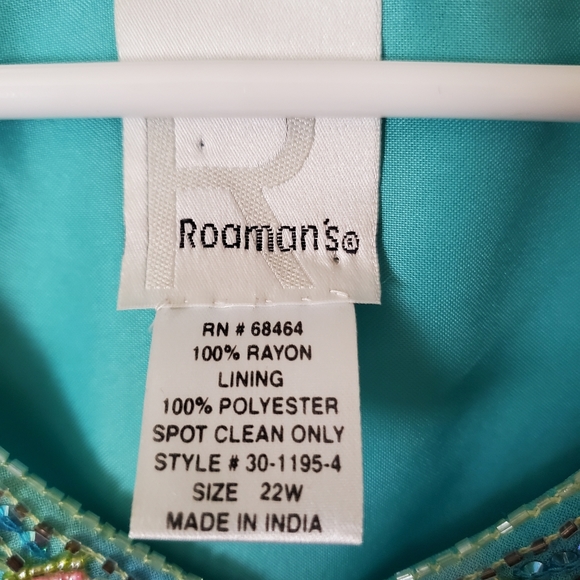 R
Roaman's®
RN # 68464
100% RAYON
LINING
100% POLYESTER
SPOT CLEAN ONLY
STYLE # 30-1195-4
SIZE 22W
MADE IN INDIA